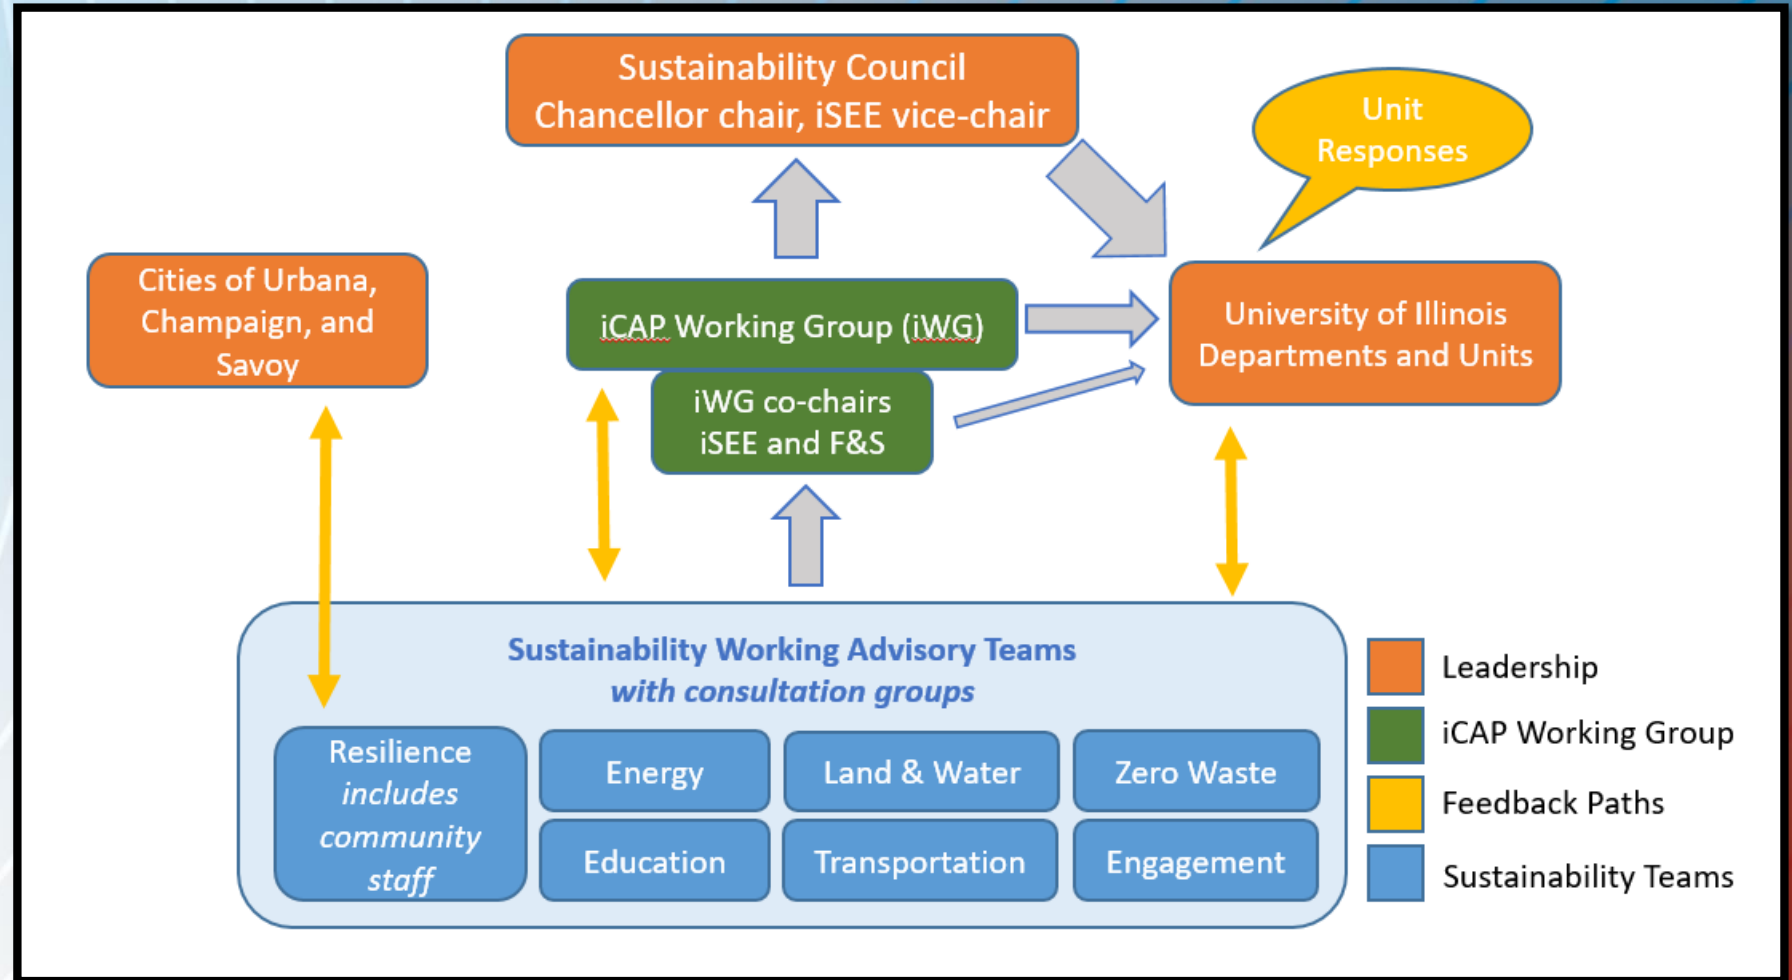 Sustainability Council
Chancellor chair, iSEE vice-chair
Unit
Responses
Cities of Urbana,
Champaign, and
Savoy
iCAP Working Group (iWG)
iWG co-chairs
iSEE and F&S
University of Illinois
Departments and Units
Sustainability Working Advisory Teams
with consultation groups
Resilience
includes
community
staff
Energy
Land & Water
Zero Waste
Education
Transportation
Engagement
Leadership
iCAP Working Group
Feedback Paths
Sustainability Teams